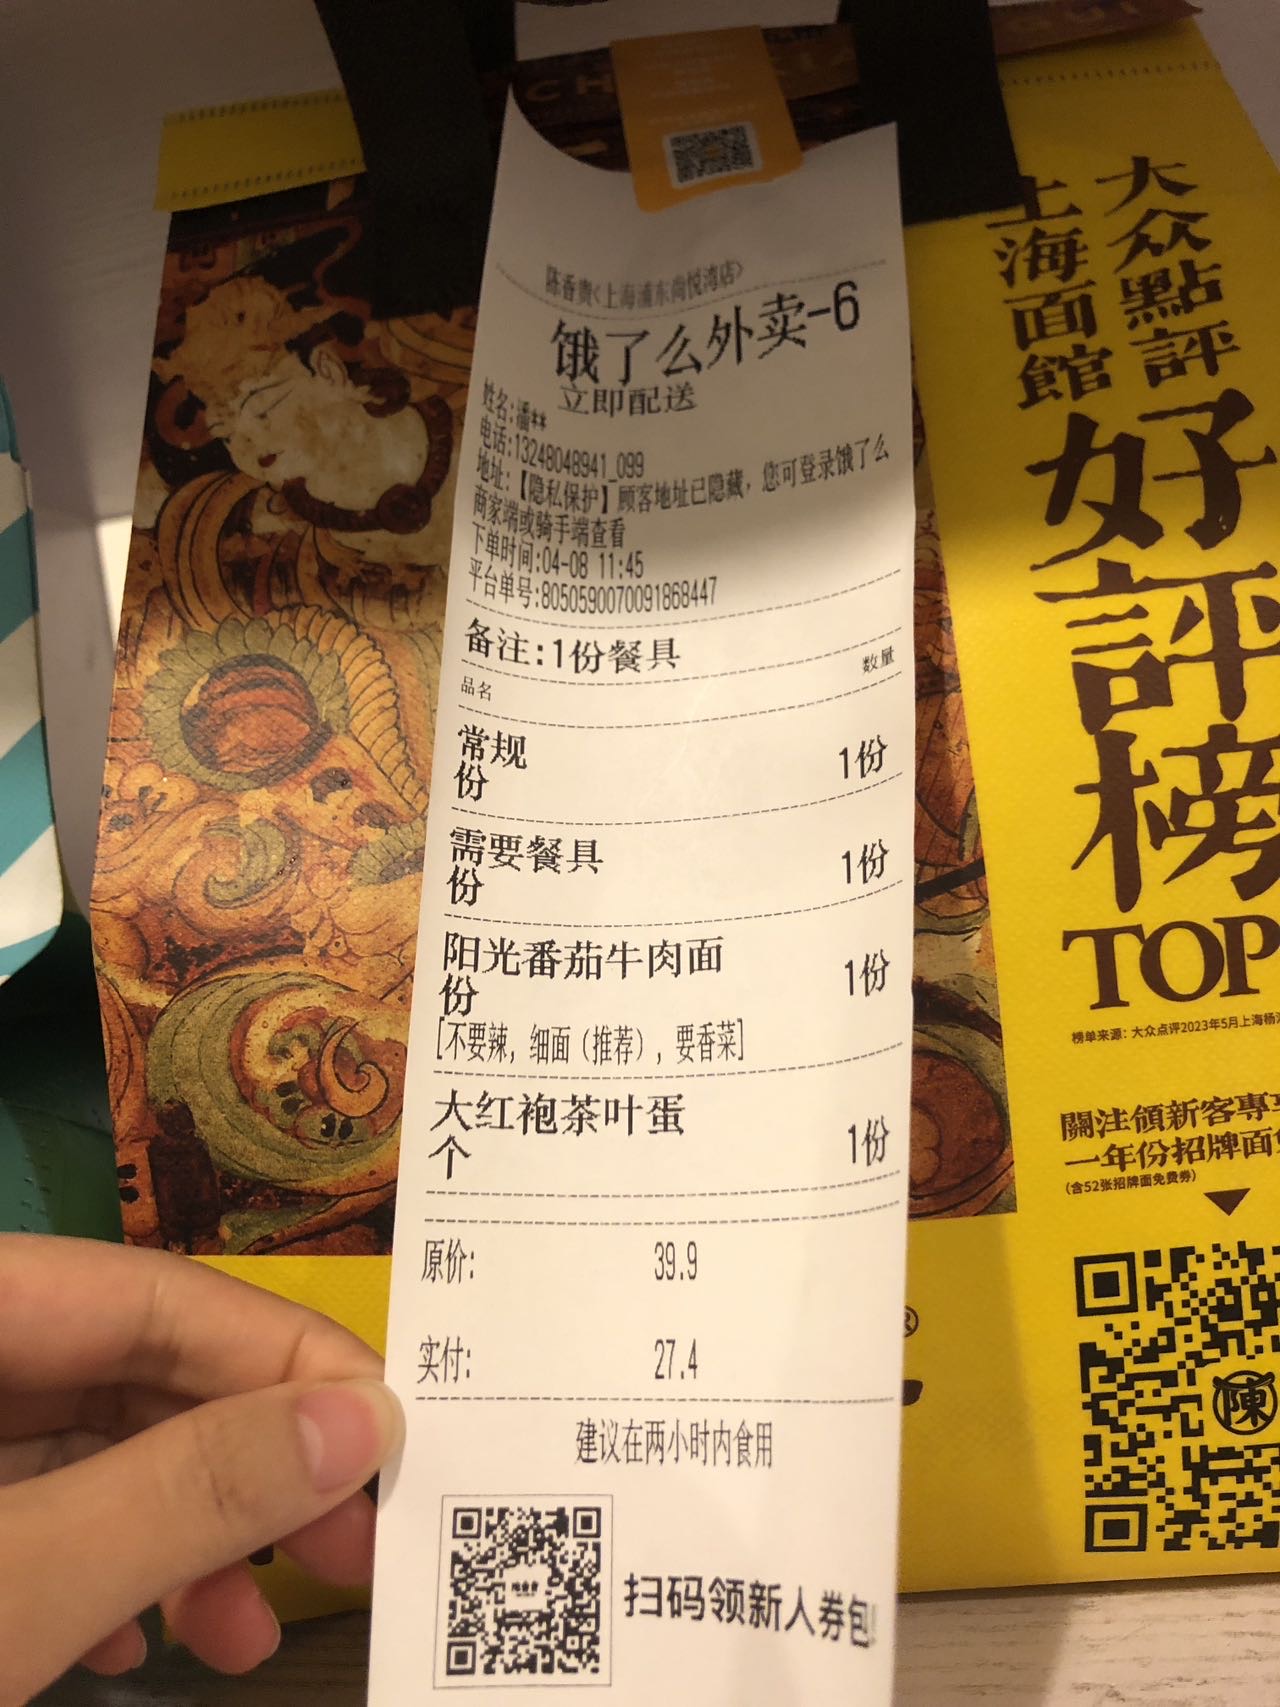 陈香贵<上海浦东尚悦湾店>
饿了么外卖-6
立即配送
姓名:潘**
电话:13248048941_099
地址:【隐私保护】顾客地址已隐藏，您可登录饿了么
商家端或骑手端查看
下单时间:04-08 11:45
平台单号:8050590070091868447
备注:1份餐具
品名 数量
常规 1份
份
需要餐具 1份
份
阳光番茄牛肉面 1份
份
[不要辣，细面（推荐），要香菜]
大红袍茶叶蛋 1份
个
原价: 39.9
实付: 27.4
建议在两小时内食用
扫码领新人券包!
大众點評
上海面館
好評榜
TOP
榜单来源：大众点评2023年5月上海杨
關注領新客專
一年份招牌面
(含52张招牌面免费券)
陳